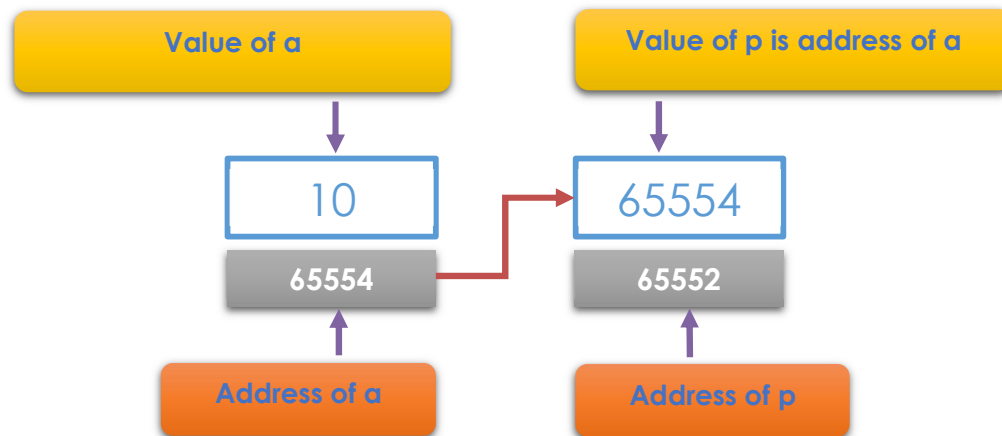 Value of a
Value of p is address of a
10
65554
65554
65552
Address of a
Address of p